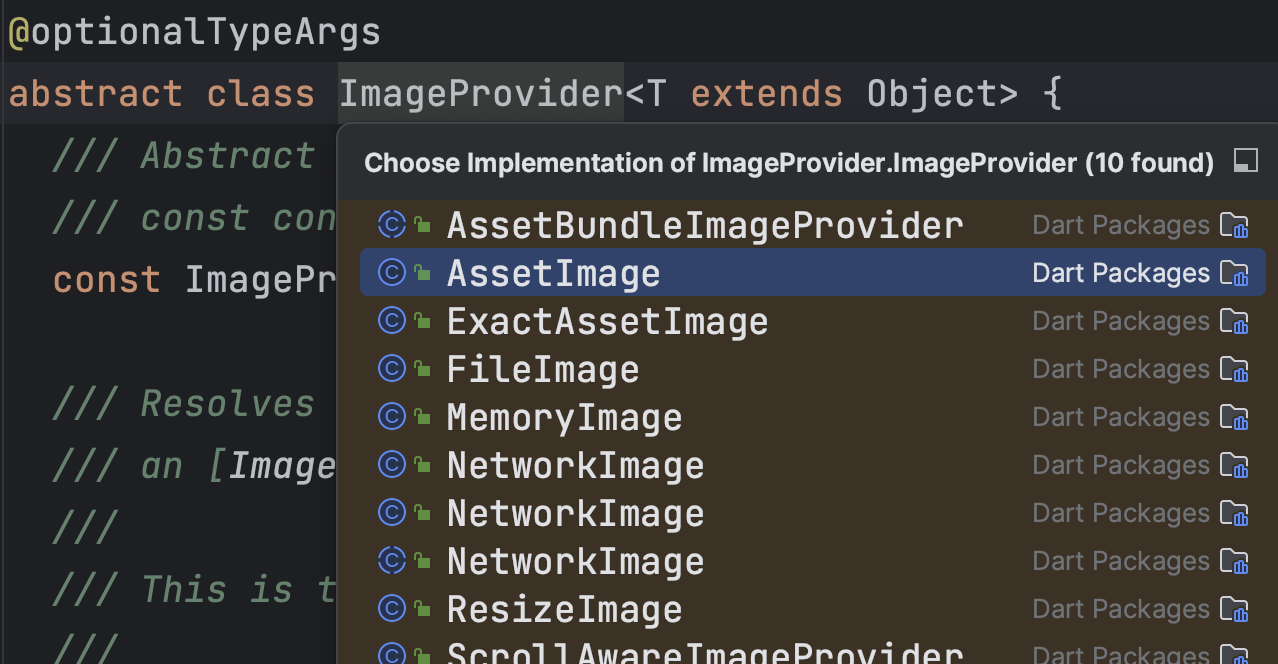 @optionalTypeArgs
abstract class ImageProvider<T extends Object> {
/// Abstract
/// const con
const ImagePr
/// Resolves
/// an [Image
///
/// This is t
///
Choose Implementation of ImageProvider.ImageProvider (10 found)
AssetBundleImageProvider Dart Packages
AssetImage Dart Packages
ExactAssetImage Dart Packages
FileImage Dart Packages
MemoryImage Dart Packages
NetworkImage Dart Packages
NetworkImage Dart Packages
NetworkImage Dart Packages
ResizeImage Dart Packages
ScrollAwareImageProvider Dart Packages